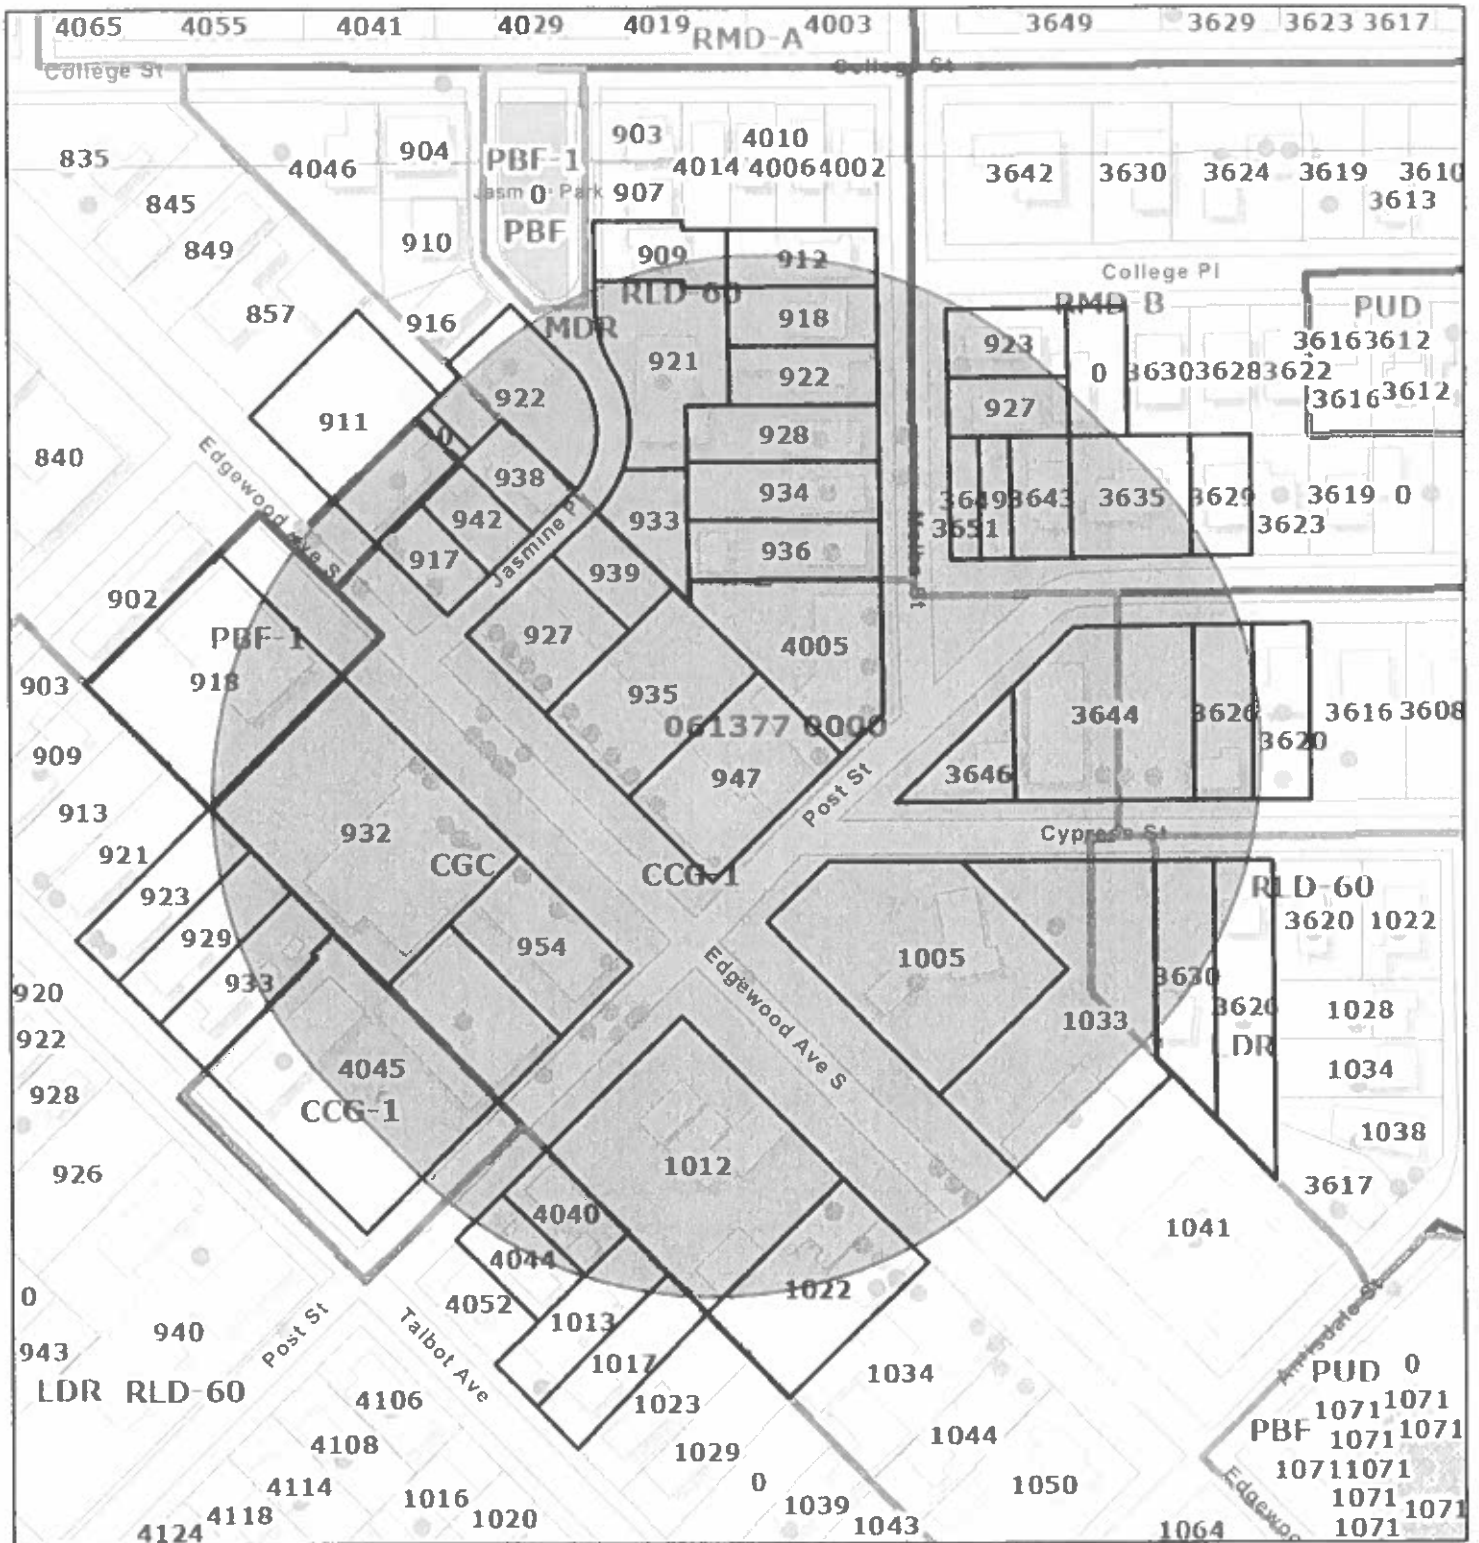 4065 4055 4041 4029 4019 RMD-A 4003 3649 3629 3623 3617
College St College St
835 4046 904 PBF-1 903 4010
4014 4006 4002 3642 3630 3624 3619 3610
845 0 Park 907 3613
849 910 PBF 909 912
College Pl
857 916 MDR RLD-60 918 RMD-B PUD
923 3616 3612
911 922 921 922 0 3630 3628 3622
927 3616 3612
840 0 938 928
Edgewood Ave S 942 933 934 3649 3643 3635 3629 3619 0
3651 3623
917 Jasmine Pl 939 936 Melba St
902 927 4005
PBF-1
903 918 935 3644 3626 3616 3608
061377 0000
909 947 3646 3620
913 932 Post St Cypress St
921 CGC CCG-1 RLD-60
923 3620 1022
929 954 1005
920 933 Edgewood Ave S 3630 3626 1028
922 1033
4045 DR 1034
928 CCG-1
1038
926 1012 3617
4040 1041
4044
0 4052 1022
1013
940 Post St Talbot Ave 1017
943 1034 PUD 0
LDR RLD-60 4106 1023 1071 1071
PBF 1071 1071
4108 1029 1044
1071 1071
4114 0 1050
1016 1071 1071
4118 1020 1039
4124 1043 1064 1071